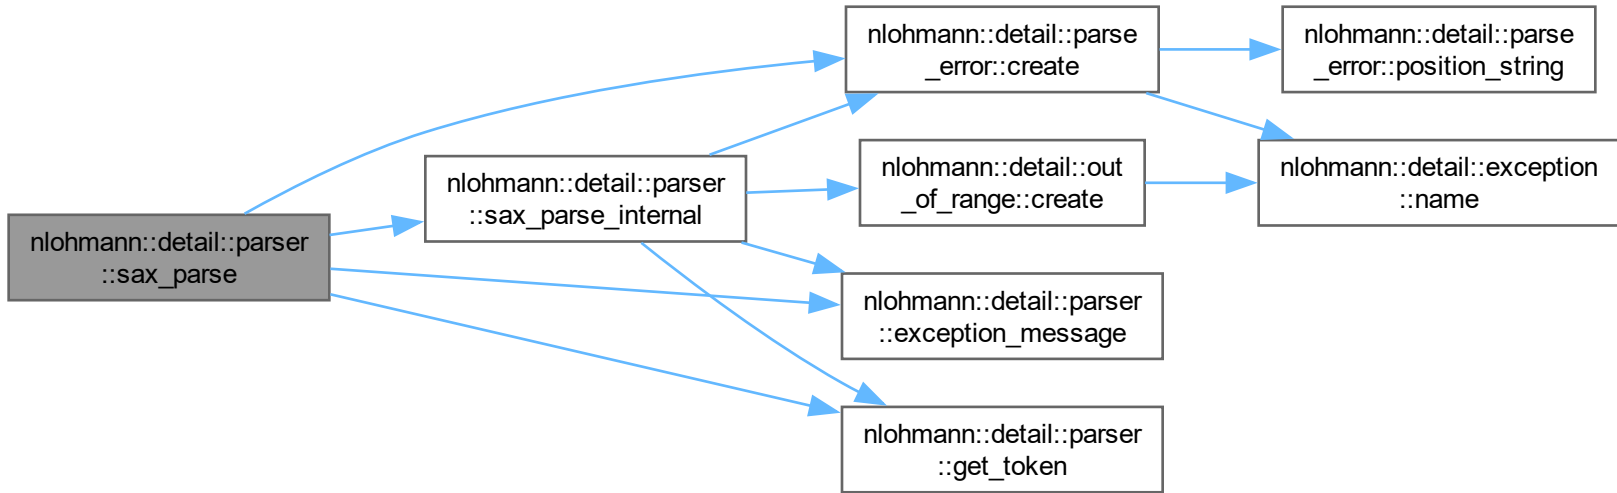 nlohmann::detail::parser
::sax_parse
nlohmann::detail::parser
::sax_parse_internal
nlohmann::detail::parse
_error::create
nlohmann::detail::out
_of_range::create
nlohmann::detail::parser
::exception_message
nlohmann::detail::parser
::get_token
nlohmann::detail::parse
_error::position_string
nlohmann::detail::exception
::name